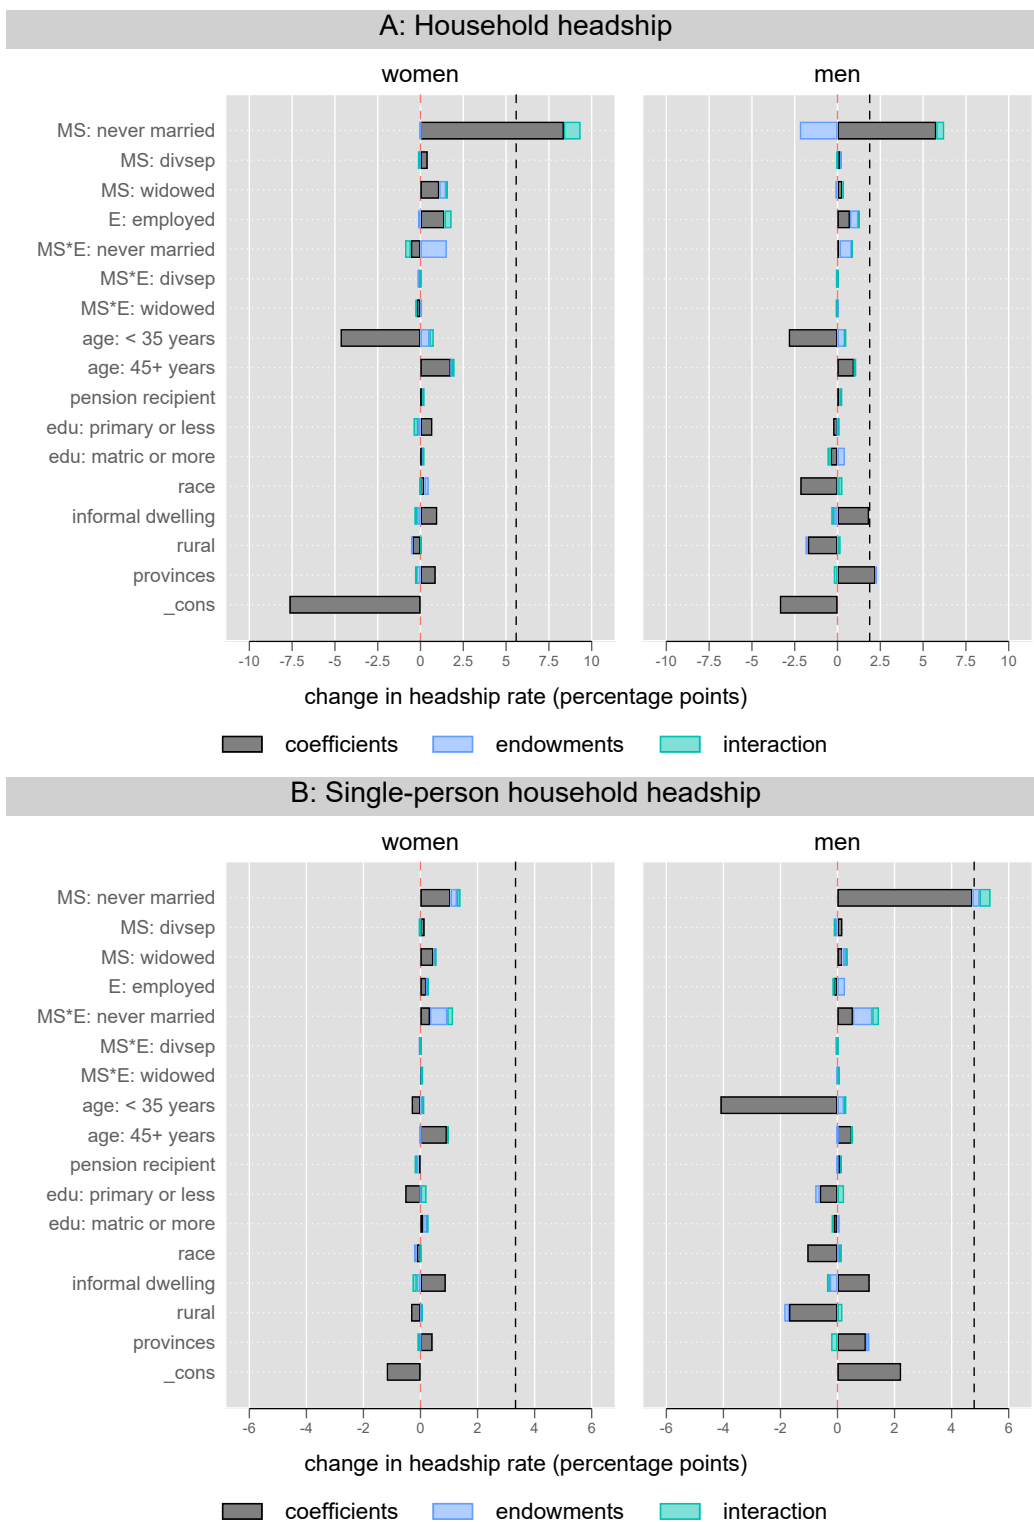 A: Household headship
women men
MS: never married
MS: divsep
MS: widowed
E: employed
MS*E: never married
MS*E: divsep
MS*E: widowed
age: < 35 years
age: 45+ years
pension recipient
edu: primary or less
edu: matric or more
race
informal dwelling
rural
provinces
_cons
-10 -7.5 -5 -2.5 0 2.5 5 7.5 10 -10 -7.5 -5 -2.5 0 2.5 5 7.5 10
change in headship rate (percentage points)
coefficients endowments interaction
B: Single-person household headship
women men
MS: never married
MS: divsep
MS: widowed
E: employed
MS*E: never married
MS*E: divsep
MS*E: widowed
age: < 35 years
age: 45+ years
pension recipient
edu: primary or less
edu: matric or more
race
informal dwelling
rural
provinces
_cons
-6 -4 -2 0 2 4 6 -6 -4 -2 0 2 4 6
change in headship rate (percentage points)
coefficients endowments interaction